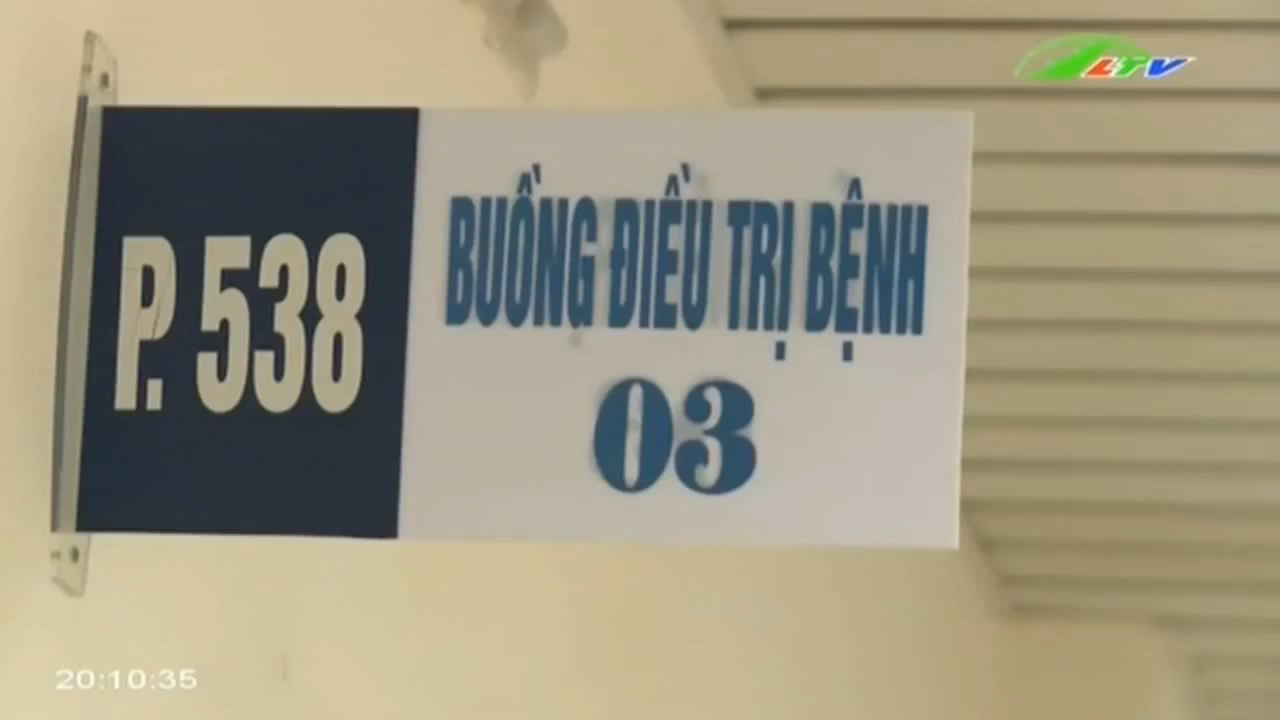 LTV
P. 538
BUỒNG ĐIỀU TRỊ BỆNH
03
20:10:35